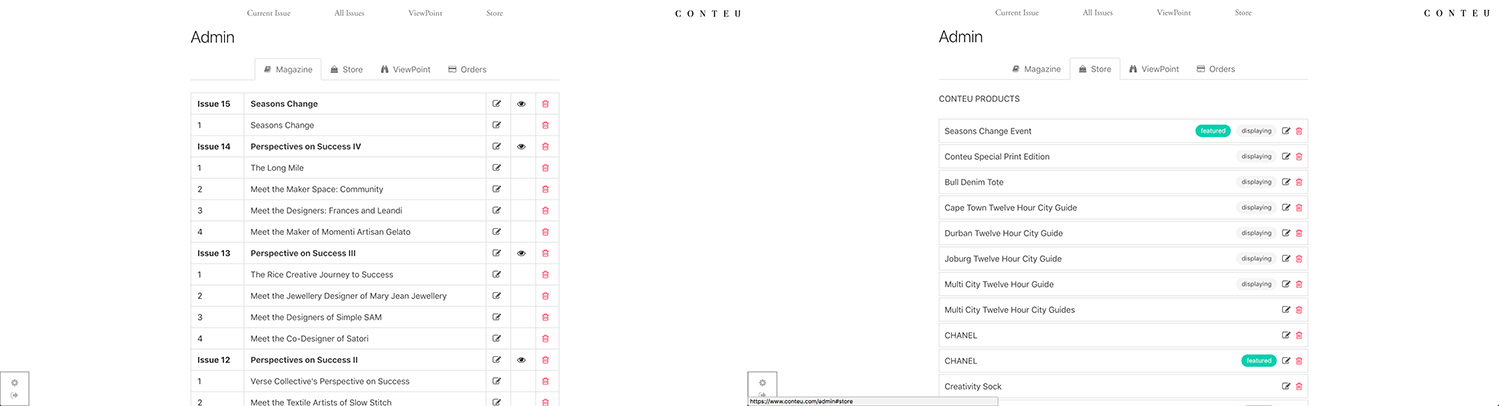 Current Issue All Issues ViewPoint Store CONTEU
Admin
Magazine Store ViewPoint Orders
Issue 15 Seasons Change
1 Seasons Change
Issue 14 Perspectives on Success IV
1 The Long Mile
2 Meet the Maker Space: Community
3 Meet the Designers: Frances and Leandi
4 Meet the Maker of Momenti Artisan Gelato
Issue 13 Perspective on Success III
1 The Rice Creative Journey to Success
2 Meet the Jewellery Designer of Mary Jean Jewellery
3 Meet the Designers of Simple SAM
4 Meet the Co-Designer of Satori
Issue 12 Perspectives on Success II
1 Verse Collective's Perspective on Success
2 Meet the Textile Artists of Slow Stitch
Current Issue All Issues ViewPoint Store CONTEU
Admin
Magazine Store ViewPoint Orders
CONTEU PRODUCTS
Seasons Change Event featured displaying
Conteu Special Print Edition displaying
Bull Denim Tote displaying
Cape Town Twelve Hour City Guide displaying
Durban Twelve Hour City Guide displaying
Joburg Twelve Hour City Guide displaying
Multi City Twelve Hour Guide displaying
Multi City Twelve Hour City Guides
CHANEL
CHANEL featured
Creativity Sock
https://www.conteu.com/admin#store